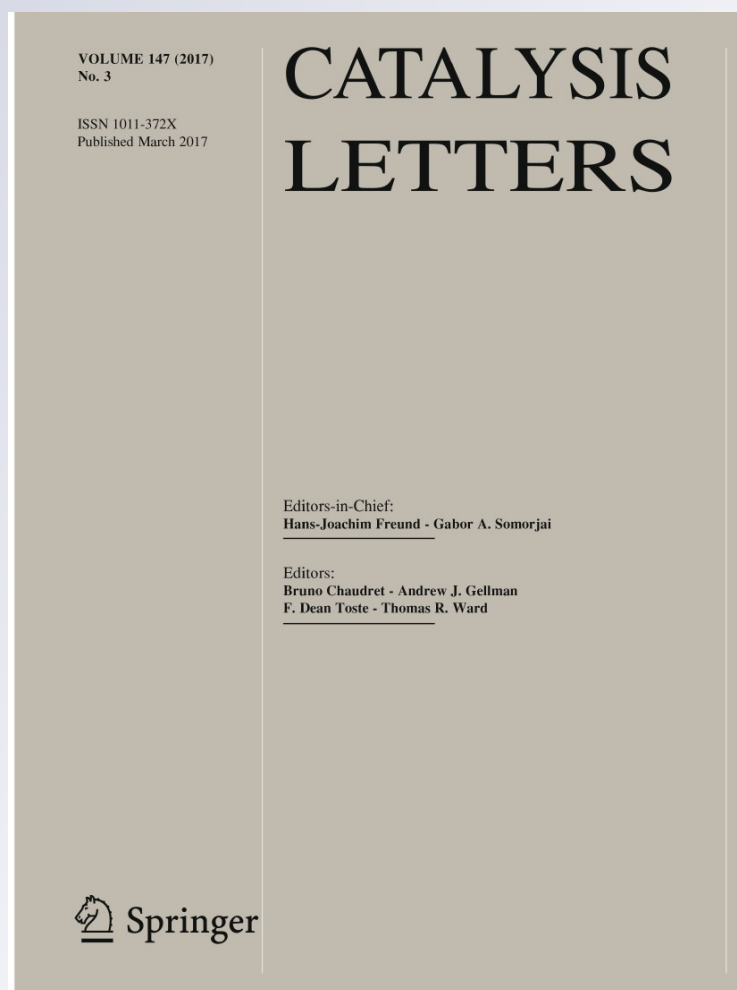 VOLUME 147 (2017)
No. 3
ISSN 1011-372X
Published March 2017
CATALYSIS
LETTERS
Editors-in-Chief:
Hans-Joachim Freund - Gabor A. Somorjai
Editors:
Bruno Chaudret - Andrew J. Gellman
F. Dean Toste - Thomas R. Ward
Springer